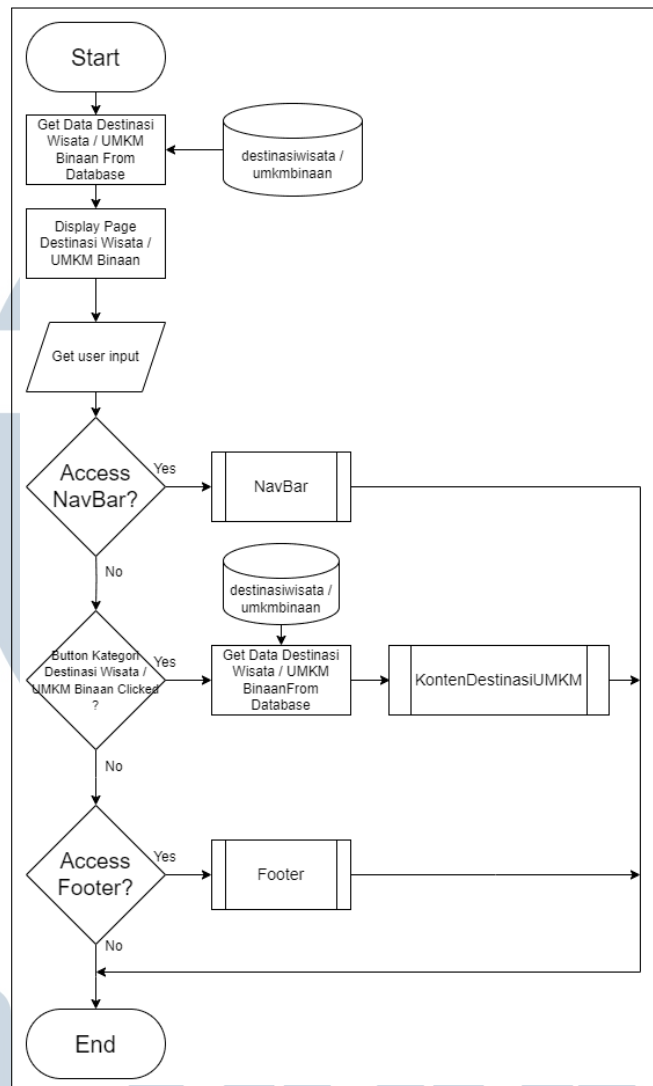 Start
Get Data Destinasi
Wisata / UMKM
Binaan From
Database
destinasiwisata /
umkmbinaan
Display Page
Destinasi Wisata /
UMKM Binaan
Get user input
Access
NavBar?
Yes
NavBar
No
destinasiwisata /
umkmbinaan
Button Kategori
Destinasi Wisata /
UMKM Binaan Clicked
?
Yes
Get Data Destinasi
Wisata / UMKM
BinaanFrom
Database
KontenDestinasiUMKM
No
Access
Footer?
Yes
Footer
No
End